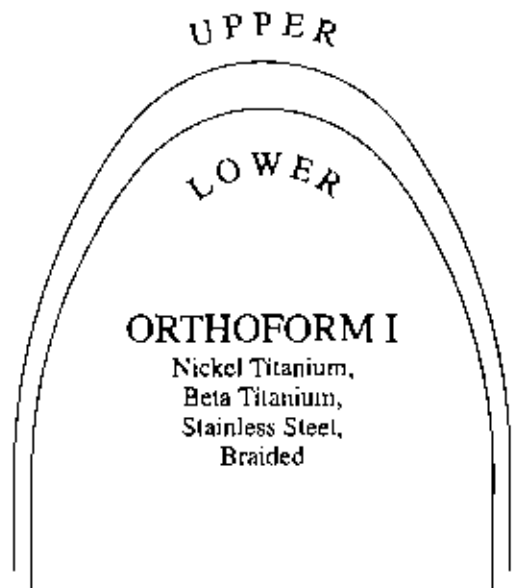 UPPER
LOWER
ORTHOFORM I
Nickel Titanium,
Beta Titanium,
Stainless Steel,
Braided